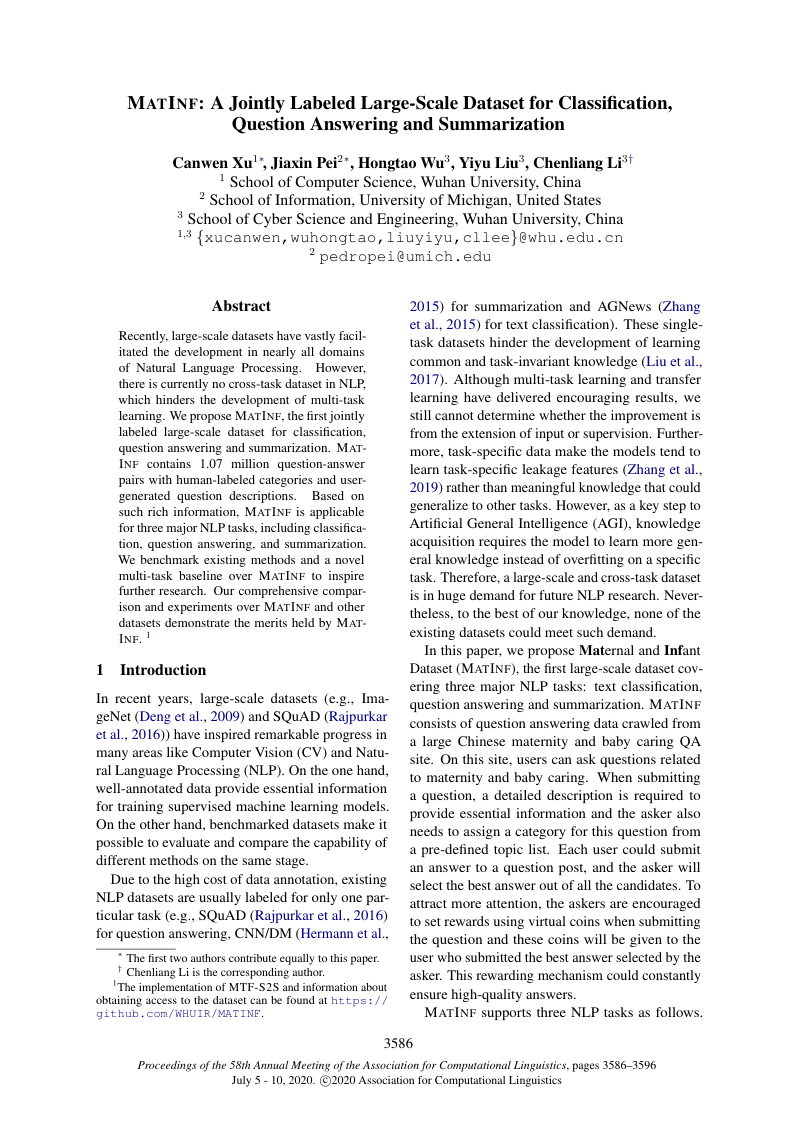 MATINF: A Jointly Labeled Large-Scale Dataset for Classification,
Question Answering and Summarization
Canwen Xu1∗, Jiaxin Pei2∗, Hongtao Wu3, Yiyu Liu3, Chenliang Li3†
1 School of Computer Science, Wuhan University, China
2 School of Information, University of Michigan, United States
3 School of Cyber Science and Engineering, Wuhan University, China
1,3 {xucanwen,wuhongtao,liuyiyu,cllee}@whu.edu.cn
2 pedropei@umich.edu
Abstract
Recently, large-scale datasets have vastly facil-
itated the development in nearly all domains
of Natural Language Processing. However,
there is currently no cross-task dataset in NLP,
which hinders the development of multi-task
learning. We propose MATINF, the first jointly
labeled large-scale dataset for classification,
question answering and summarization. MAT-
INF contains 1.07 million question-answer
pairs with human-labeled categories and user-
generated question descriptions. Based on
such rich information, MATINF is applicable
for three major NLP tasks, including classifica-
tion, question answering, and summarization.
We benchmark existing methods and a novel
multi-task baseline over MATINF to inspire
further research. Our comprehensive compar-
ison and experiments over MATINF and other
datasets demonstrate the merits held by MAT-
INF. 1
1 Introduction
In recent years, large-scale datasets (e.g., Ima-
geNet (Deng et al., 2009) and SQuAD (Rajpurkar
et al., 2016)) have inspired remarkable progress in
many areas like Computer Vision (CV) and Natu-
ral Language Processing (NLP). On the one hand,
well-annotated data provide essential information
for training supervised machine learning models.
On the other hand, benchmarked datasets make it
possible to evaluate and compare the capability of
different methods on the same stage.
Due to the high cost of data annotation, existing
NLP datasets are usually labeled for only one par-
ticular task (e.g., SQuAD (Rajpurkar et al., 2016)
for question answering, CNN/DM (Hermann et al.,
∗ The first two authors contribute equally to this paper.
† Chenliang Li is the corresponding author.
1The implementation of MTF-S2S and information about
obtaining access to the dataset can be found at https://
github.com/WHUIR/MATINF.
2015) for summarization and AGNews (Zhang
et al., 2015) for text classification). These single-
task datasets hinder the development of learning
common and task-invariant knowledge (Liu et al.,
2017). Although multi-task learning and transfer
learning have delivered encouraging results, we
still cannot determine whether the improvement is
from the extension of input or supervision. Further-
more, task-specific data make the models tend to
learn task-specific leakage features (Zhang et al.,
2019) rather than meaningful knowledge that could
generalize to other tasks. However, as a key step to
Artificial General Intelligence (AGI), knowledge
acquisition requires the model to learn more gen-
eral knowledge instead of overfitting on a specific
task. Therefore, a large-scale and cross-task dataset
is in huge demand for future NLP research. Never-
theless, to the best of our knowledge, none of the
existing datasets could meet such demand.
In this paper, we propose Maternal and Infant
Dataset (MATINF), the first large-scale dataset cov-
ering three major NLP tasks: text classification,
question answering and summarization. MATINF
consists of question answering data crawled from
a large Chinese maternity and baby caring QA
site. On this site, users can ask questions related
to maternity and baby caring. When submitting
a question, a detailed description is required to
provide essential information and the asker also
needs to assign a category for this question from
a pre-defined topic list. Each user could submit
an answer to a question post, and the asker will
select the best answer out of all the candidates. To
attract more attention, the askers are encouraged
to set rewards using virtual coins when submitting
the question and these coins will be given to the
user who submitted the best answer selected by the
asker. This rewarding mechanism could constantly
ensure high-quality answers.
MATINF supports three NLP tasks as follows.
3586
Proceedings of the 58th Annual Meeting of the Association for Computational Linguistics, pages 3586–3596
July 5 - 10, 2020. ©2020 Association for Computational Linguistics